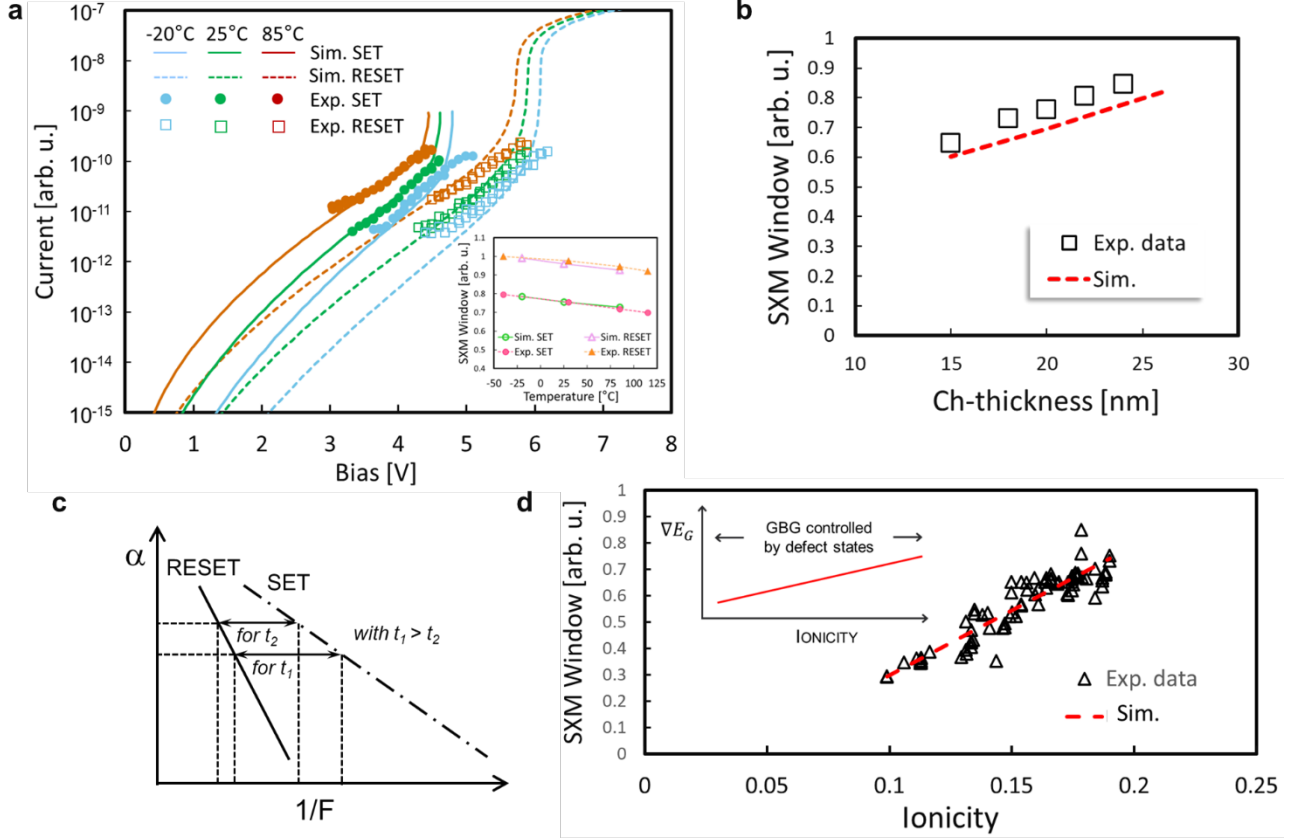 a
-20°C 25°C 85°C
Sim. SET
Sim. RESET
Exp. SET
Exp. RESET
Current [arb. u.]
10-7
10-8
10-9
10-10
10-11
10-12
10-13
10-14
10-15
0 1 2 3 4 5 6 7 8
Bias [V]
SXM Window [arb. u.]
1.1
1
0.9
0.8
0.7
0.6
0.5
0.4
Sim. SET Sim. RESET
Exp. SET Exp. RESET
-50 -25 0 25 50 75 100 125
Temperature [°C]
b
SXM Window [arb. u.]
1
0.9
0.8
0.7
0.6
0.5
0.4
0.3
0.2
0.1
0
Exp. data
Sim.
10 15 20 25 30
Ch-thickness [nm]
c
α
RESET
SET
for t2
with t1 > t2
for t1
1/F
d
SXM Window [arb. u.]
1
0.9
0.8
0.7
0.6
0.5
0.4
0.3
0.2
0.1
0
∇EG
GBG controlled
by defect states
IONICITY
Exp. data
Sim.
0 0.05 0.1 0.15 0.2 0.25
Ionicity